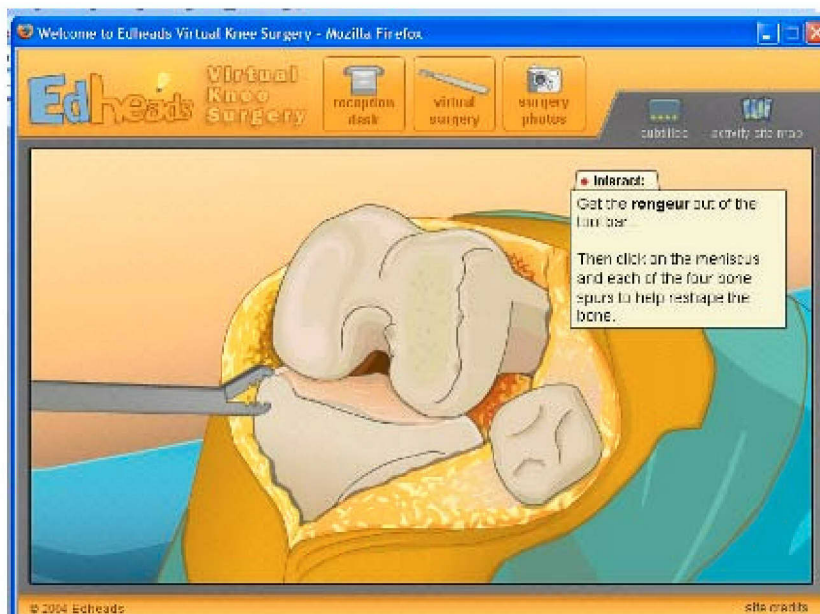 Welcome to Edheads Virtual Knee Surgery - Mozilla Firefox
Edheads
Virtual
Knee
Surgery
reception
desk
virtual
surgery
surgery
photos
subtitles
activity site map
Interact:
Get the rongeur out of the
tool bar.
Then click on the meniscus
and each of the four bone
spurs to help reshape the
bone.
© 2004 Edheads
site credits